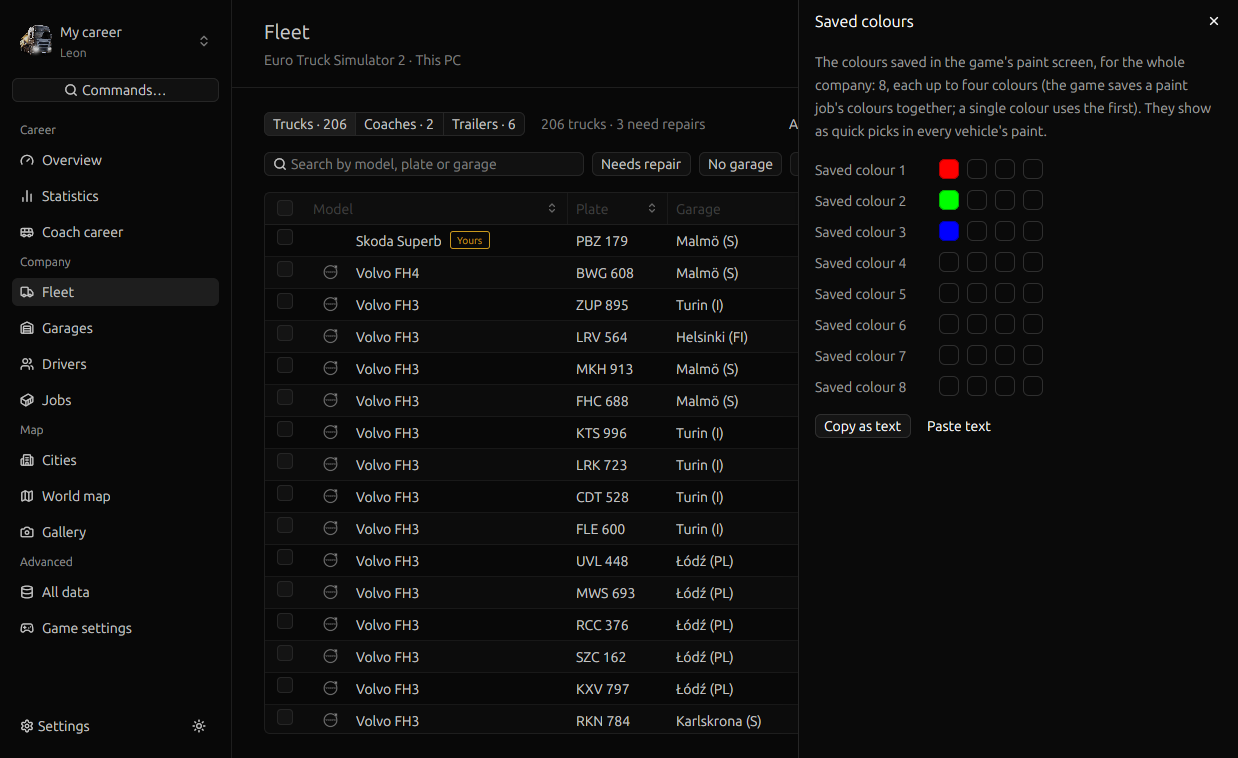 My career
Leon
Commands…
Career
Overview
Statistics
Coach career
Company
Fleet
Garages
Drivers
Jobs
Map
Cities
World map
Gallery
Advanced
All data
Game settings
Settings
Fleet
Euro Truck Simulator 2 · This PC
Trucks · 206 Coaches · 2 Trailers · 6 206 trucks · 3 need repairs A
Search by model, plate or garage Needs repair No garage
Model Plate Garage
Skoda Superb Yours PBZ 179 Malmö (S)
Volvo FH4 BWG 608 Malmö (S)
Volvo FH3 ZUP 895 Turin (I)
Volvo FH3 LRV 564 Helsinki (FI)
Volvo FH3 MKH 913 Malmö (S)
Volvo FH3 FHC 688 Malmö (S)
Volvo FH3 KTS 996 Turin (I)
Volvo FH3 LRK 723 Turin (I)
Volvo FH3 CDT 528 Turin (I)
Volvo FH3 FLE 600 Turin (I)
Volvo FH3 UVL 448 Łódź (PL)
Volvo FH3 MWS 693 Łódź (PL)
Volvo FH3 RCC 376 Łódź (PL)
Volvo FH3 SZC 162 Łódź (PL)
Volvo FH3 KXV 797 Łódź (PL)
Volvo FH3 RKN 784 Karlskrona (S)
Saved colours
The colours saved in the game's paint screen, for the whole
company: 8, each up to four colours (the game saves a paint
job's colours together; a single colour uses the first). They show
as quick picks in every vehicle's paint.
Saved colour 1
Saved colour 2
Saved colour 3
Saved colour 4
Saved colour 5
Saved colour 6
Saved colour 7
Saved colour 8
Copy as text Paste text